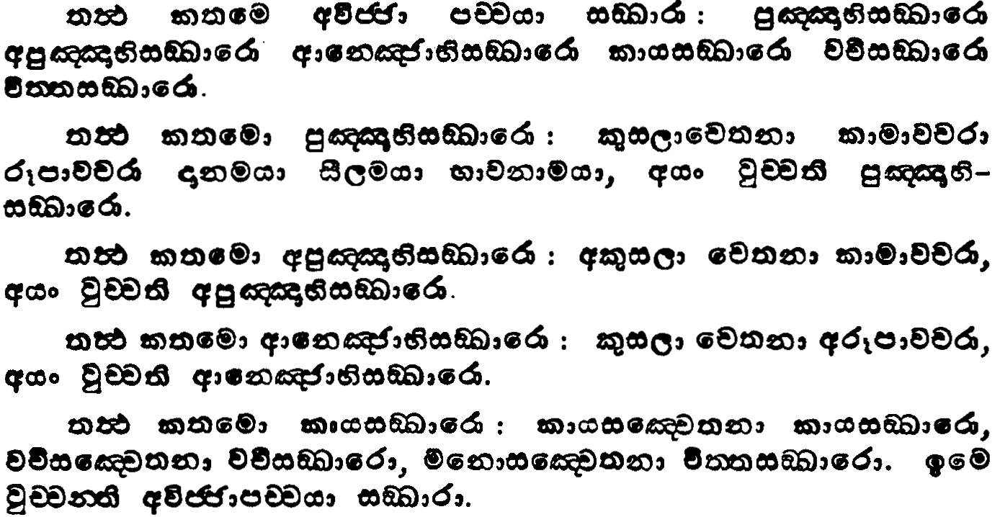 තත්‍ථ කතමෙ අවිජ්ජා පච්චයා සඞ්ඛාරා : පුඤ්ඤාභිසඞ්ඛාරො
අපුඤ්ඤාභිසඞ්ඛාරො ආනෙඤ්ජාභිසඞ්ඛාරො කායසඞ්ඛාරො වචීසඞ්ඛාරො
චිත්තසඞ්ඛාරො.
තත්‍ථ කතමො පුඤ්ඤාභිසඞ්ඛාරො : කුසලාචෙතනා කාමාවචරා
රූපාවචරා දානමයා සීලමයා භාවනාමයා, අයං වුච්චති පුඤ්ඤාභි-
සඞ්ඛාරො.
තත්‍ථ කතමො අපුඤ්ඤාභිසඞ්ඛාරො : අකුසලා චෙතනා කාමාවචරා,
අයං වුච්චති අපුඤ්ඤාභිසඞ්ඛාරො.
තත්‍ථ කතමො ආනෙඤ්ජාභිසඞ්ඛාරො : කුසලා චෙතනා අරූපාවචරා,
අයං වුච්චති ආනෙඤ්ජාභිසඞ්ඛාරො.
තත්‍ථ කතමො කායසඞ්ඛාරො : කායසඤ්චෙතනා කායසඞ්ඛාරො,
වචීසඤ්චෙතනා වචීසඞ්ඛාරො, මනොසඤ්චෙතනා චිත්තසඞ්ඛාරො. ඉමෙ
වුච්චන්ති අවිජ්ජාපච්චයා සඞ්ඛාරා.